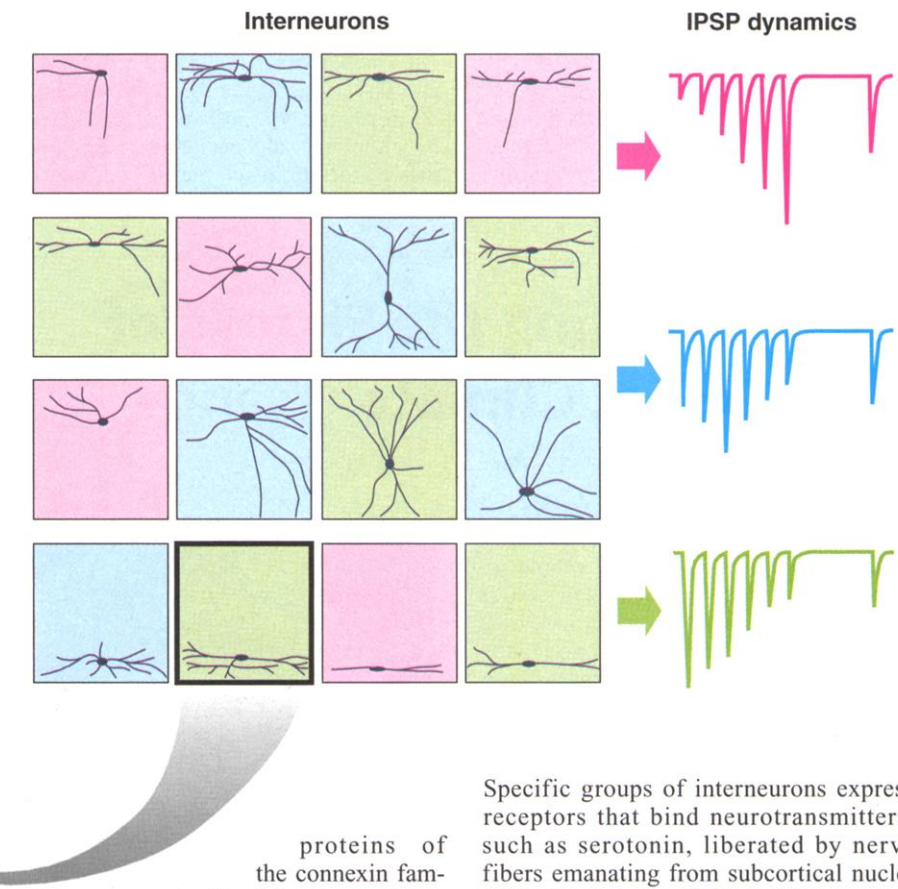 Interneurons
IPSP dynamics
proteins of
the connexin fam-
Specific groups of interneurons expres
receptors that bind neurotransmitter
such as serotonin, liberated by nerv
fibers emanating from subcortical nucle